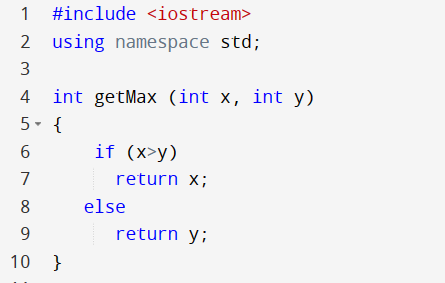 1 #include <iostream>
2 using namespace std;
3
4 int getMax (int x, int y)
5 {
6     if (x>y)
7       return x;
8    else
9       return y;
10 }